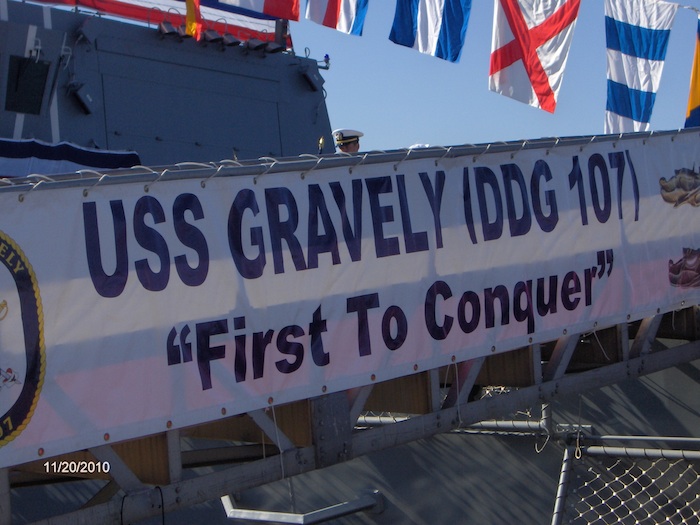 USS GRAVELY (DDG 107)
“First To Conquer”
11/20/2010